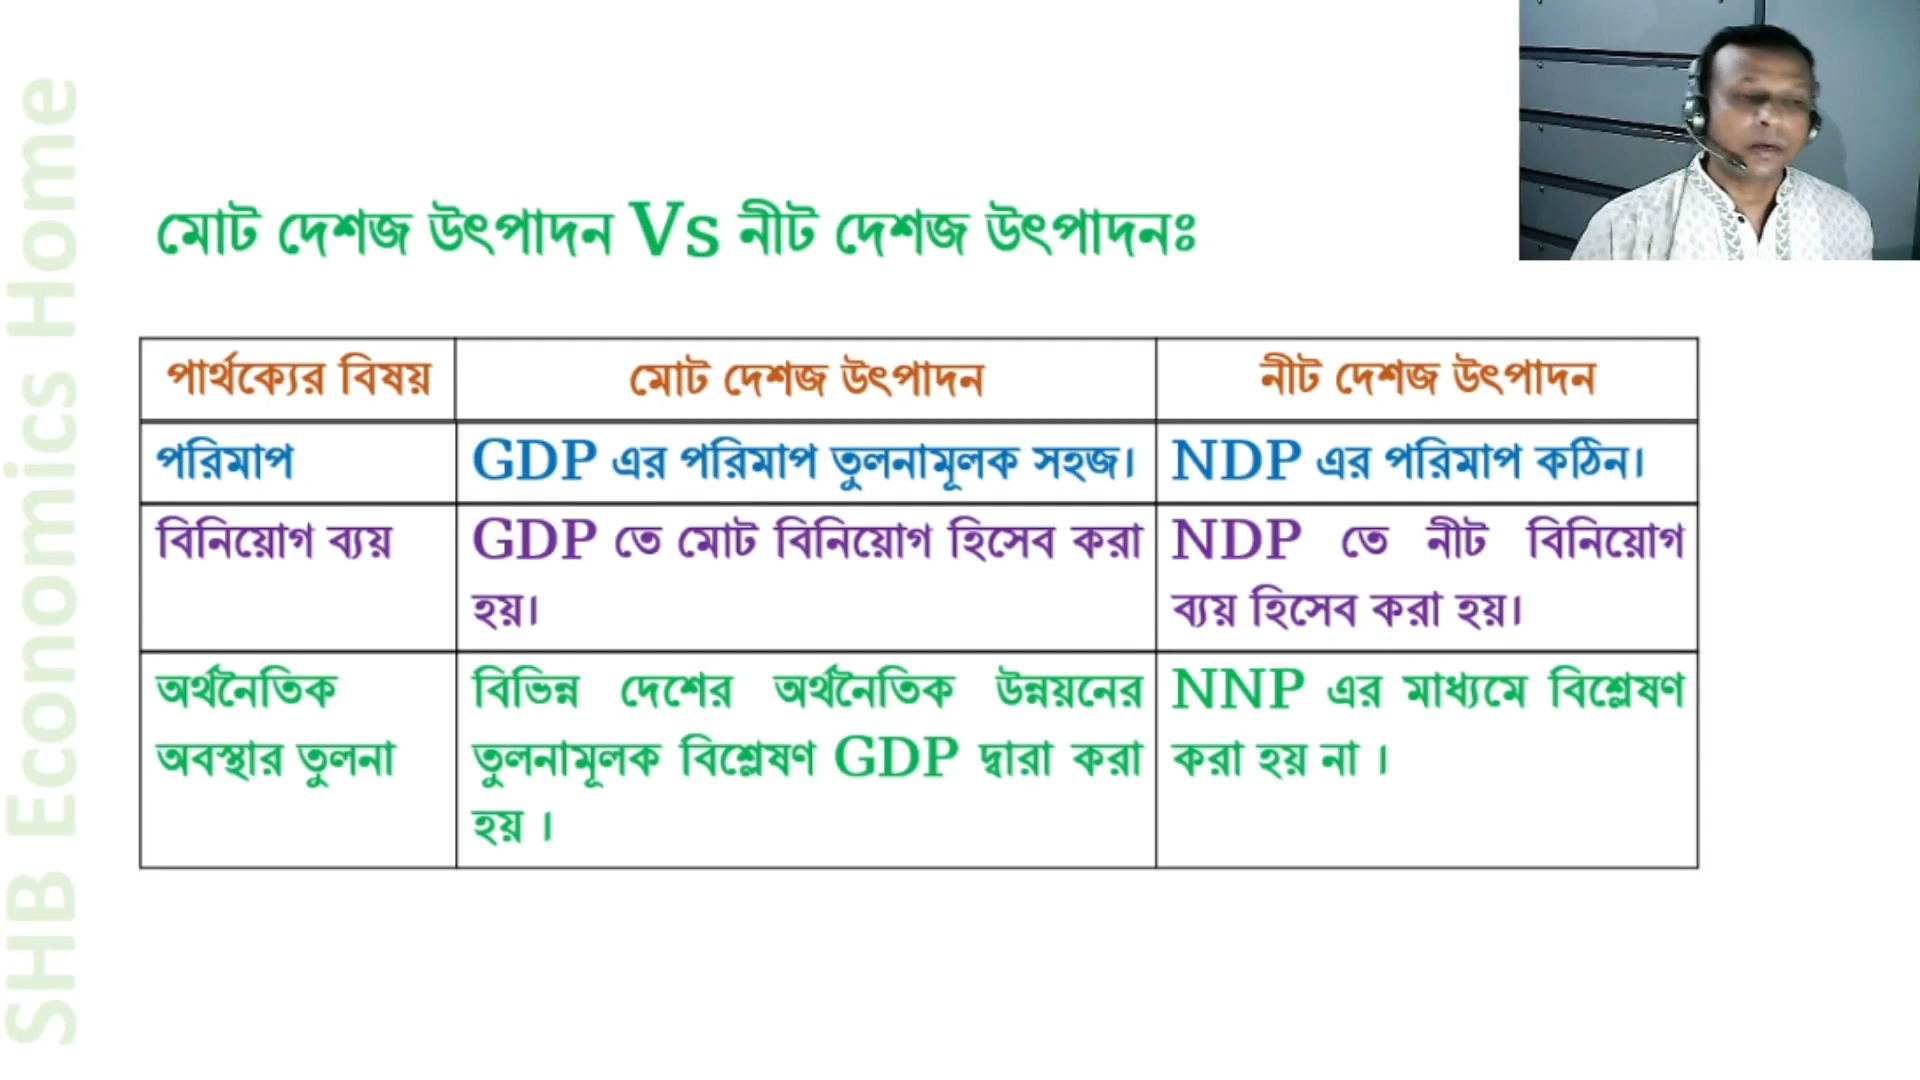 SHB Economics Home
মোট দেশজ উৎপাদন Vs নীট দেশজ উৎপাদনঃ
পার্থক্যের বিষয় মোট দেশজ উৎপাদন নীট দেশজ উৎপাদন
পরিমাপ GDP এর পরিমাপ তুলনামূলক সহজ। NDP এর পরিমাপ কঠিন।
বিনিয়োগ ব্যয়
GDP তে মোট বিনিয়োগ হিসেব করা
হয়।
NDP তে নীট বিনিয়োগ
ব্যয় হিসেব করা হয়।
অর্থনৈতিক
অবস্থার তুলনা
বিভিন্ন দেশের অর্থনৈতিক উন্নয়নের
তুলনামূলক বিশ্লেষণ GDP দ্বারা করা
হয় ।
NNP এর মাধ্যমে বিশ্লেষণ
করা হয় না ।